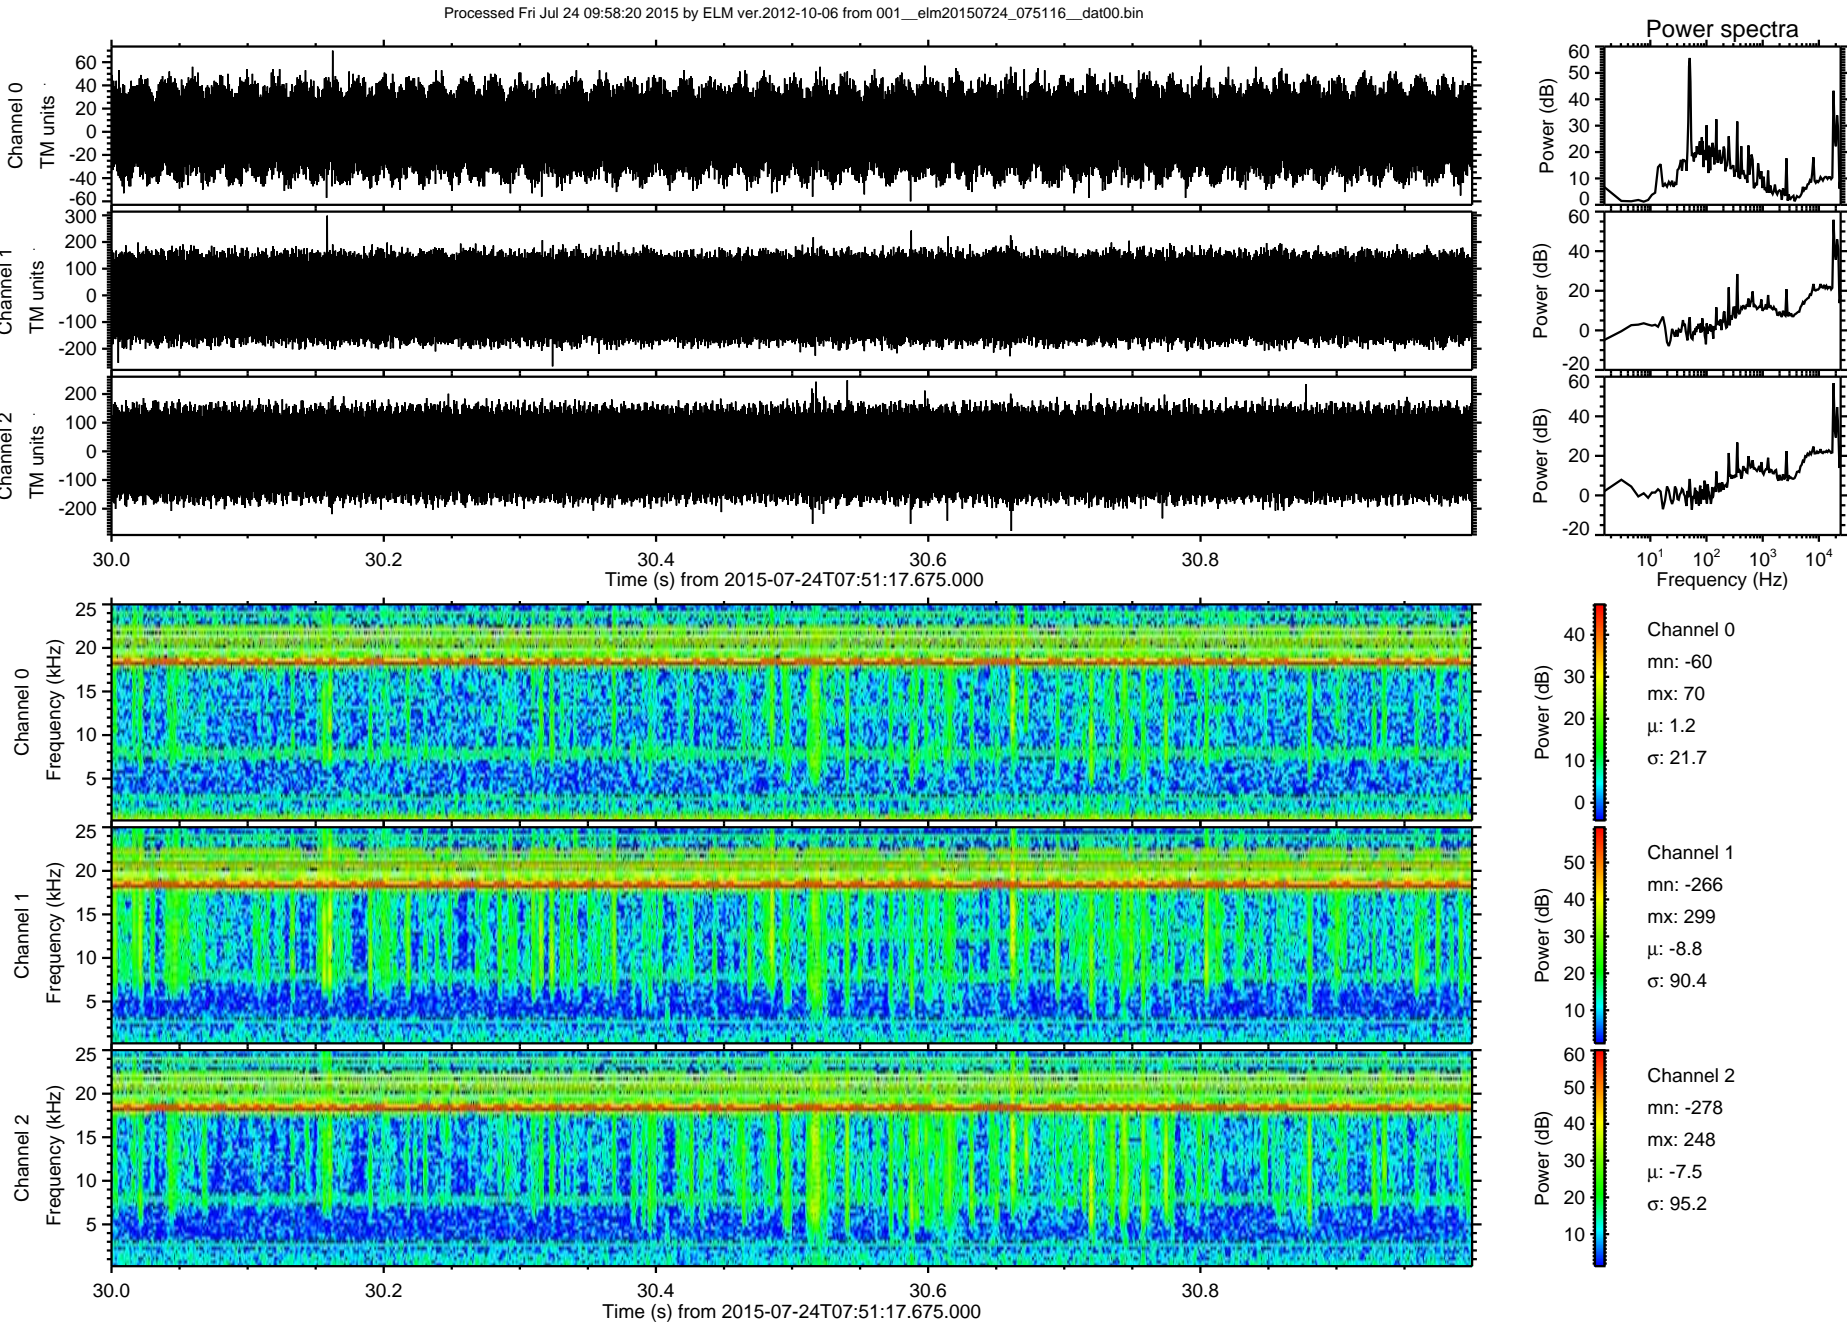 Processed Fri Jul 24 09:58:20 2015 by ELM ver.2012-10-06 from 001__elm20150724_075116__dat00.bin
Power spectra
Channel 0
TM units
60
40
20
0
-20
-40
-60
Power (dB)
60
50
40
30
20
10
0
Channel 1
TM units
300
200
100
0
-100
-200
Power (dB)
60
40
20
0
-20
Channel 2
TM units
200
100
0
-100
-200
Power (dB)
60
40
20
0
-20
30.0 30.2 30.4 30.6 30.8
Time (s) from 2015-07-24T07:51:17.675.000
10^1 10^2 10^3 10^4
Frequency (Hz)
Channel 0
Frequency (kHz)
25
20
15
10
5
Power (dB)
40
30
20
10
0
Channel 0
mn: -60
mx: 70
μ: 1.2
σ: 21.7
Channel 1
Frequency (kHz)
25
20
15
10
5
Power (dB)
50
40
30
20
10
Channel 1
mn: -266
mx: 299
μ: -8.8
σ: 90.4
Channel 2
Frequency (kHz)
25
20
15
10
5
Power (dB)
60
50
40
30
20
10
Channel 2
mn: -278
mx: 248
μ: -7.5
σ: 95.2
30.0 30.2 30.4 30.6 30.8
Time (s) from 2015-07-24T07:51:17.675.000